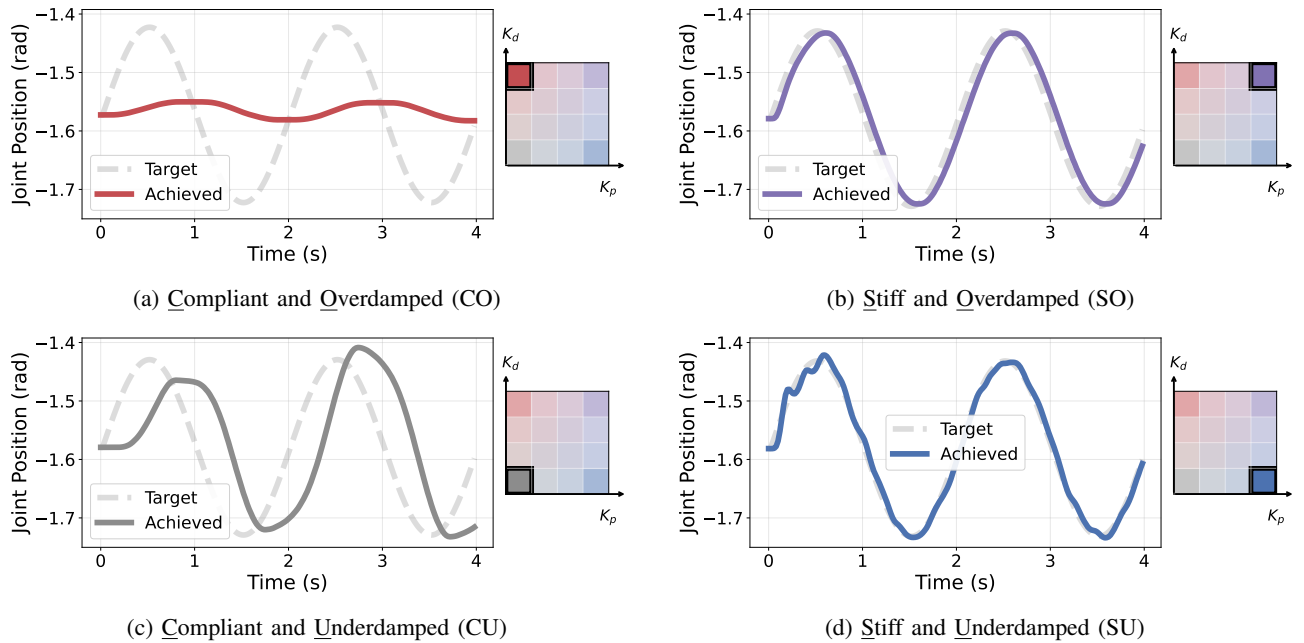 Joint Position (rad)
−1.4
−1.5
−1.6
−1.7
Target
Achieved
0 1 2 3 4
Time (s)
K_d
K_p
(a) Compliant and Overdamped (CO)
Joint Position (rad)
−1.4
−1.5
−1.6
−1.7
Target
Achieved
0 1 2 3 4
Time (s)
K_d
K_p
(b) Stiff and Overdamped (SO)
Joint Position (rad)
−1.4
−1.5
−1.6
−1.7
Target
Achieved
0 1 2 3 4
Time (s)
K_d
K_p
(c) Compliant and Underdamped (CU)
Joint Position (rad)
−1.4
−1.5
−1.6
−1.7
Target
Achieved
0 1 2 3 4
Time (s)
K_d
K_p
(d) Stiff and Underdamped (SU)